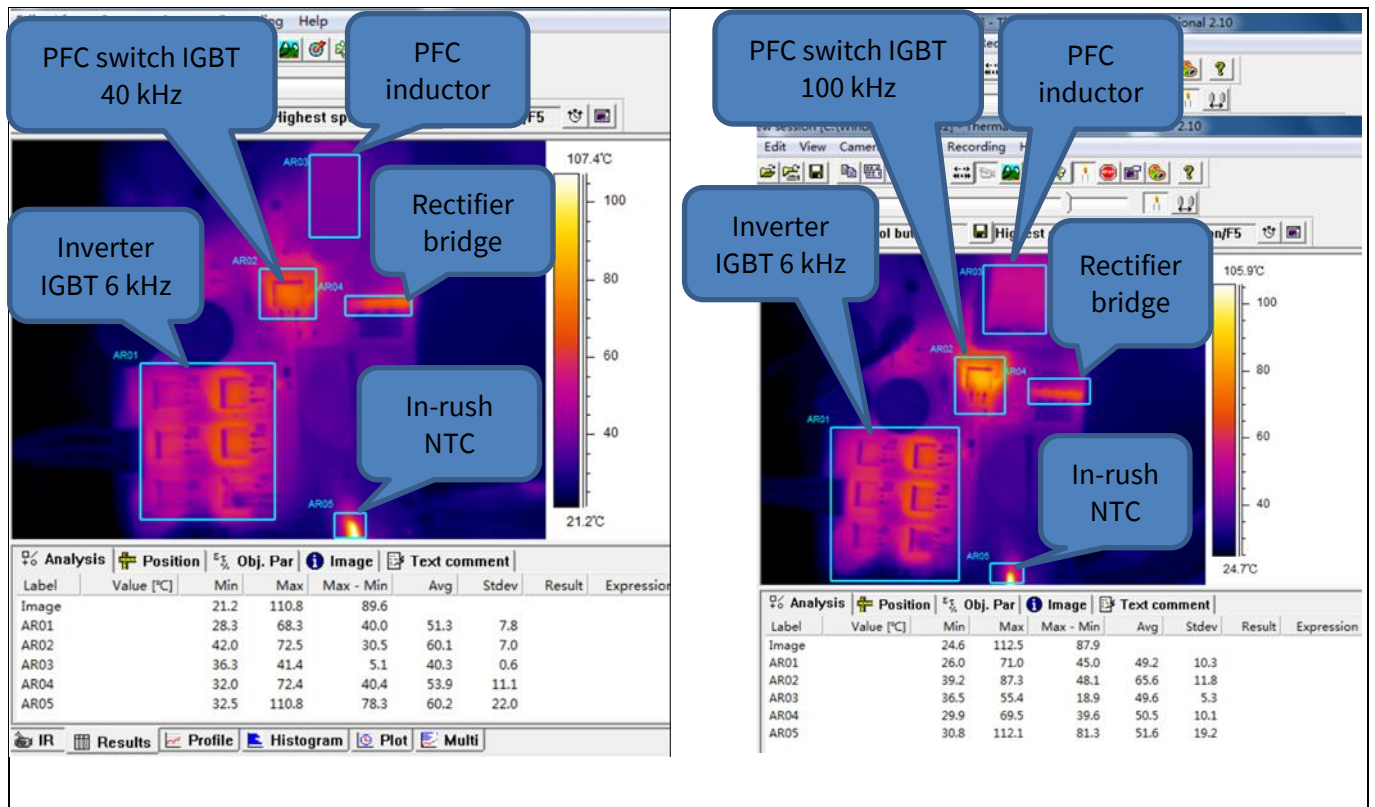 Help
PFC switch IGBT
40 kHz
PFC
inductor
Highest
/F5
107.4°C
100
80
60
40
21.2°C
AR03
AR02
AR04
AR01
AR05
Rectifier
bridge
Inverter
IGBT 6 kHz
In-rush
NTC
Analysis Position Obj. Par Image Text comment
Label Value [°C] Min Max Max - Min Avg Stdev Result Expression
Image 21.2 110.8 89.6
AR01 28.3 68.3 40.0 51.3 7.8
AR02 42.0 72.5 30.5 60.1 7.0
AR03 36.3 41.4 5.1 40.3 0.6
AR04 32.0 72.4 40.4 53.9 11.1
AR05 32.5 110.8 78.3 60.2 22.0
IR Results Profile Histogram Plot Multi
2.10
PFC switch IGBT
100 kHz
PFC
inductor
2.10
Edit View Recording
/F5
105.9°C
100
80
60
40
24.7°C
AR03
AR02
AR04
AR01
AR05
Inverter
IGBT 6 kHz
Rectifier
bridge
In-rush
NTC
Analysis Position Obj. Par Image Text comment
Label Value [°C] Min Max Max - Min Avg Stdev Result Expression
Image 24.6 112.5 87.9
AR01 26.0 71.0 45.0 49.2 10.3
AR02 39.2 87.3 48.1 65.6 11.8
AR03 36.5 55.4 18.9 49.6 5.3
AR04 29.9 69.5 39.6 50.5 10.1
AR05 30.8 112.1 81.3 51.6 19.2